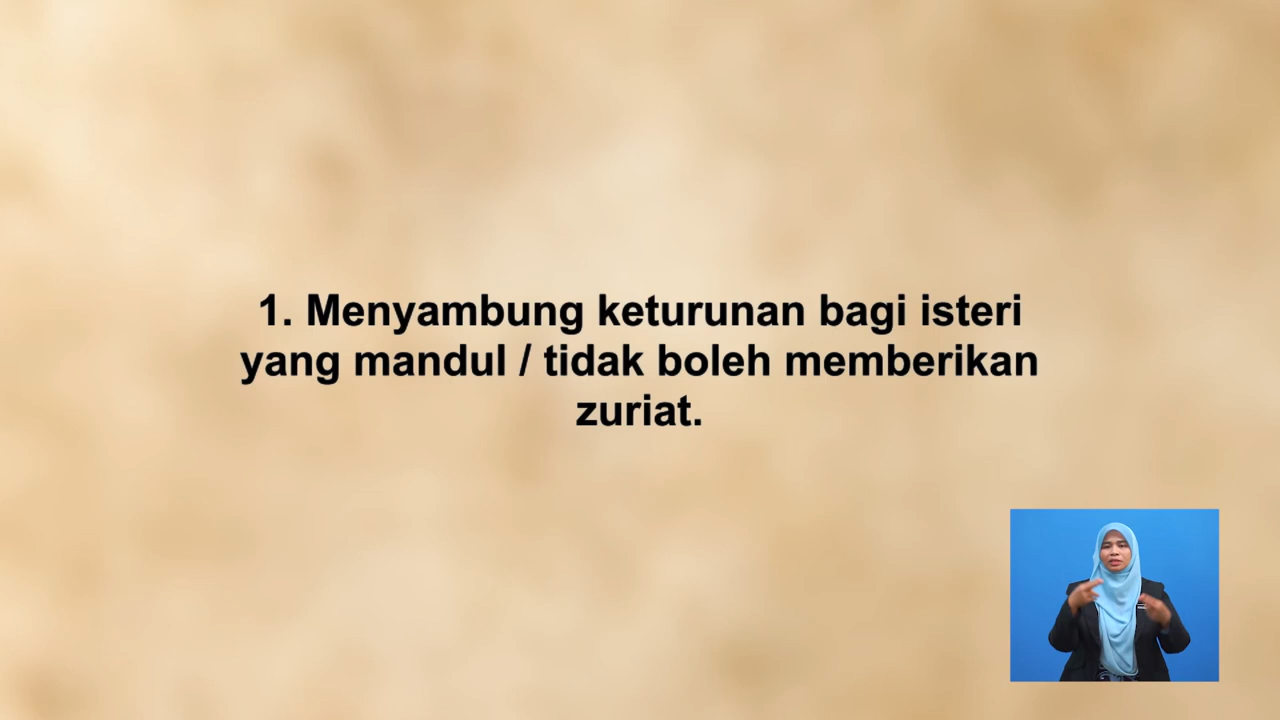 1. Menyambung keturunan bagi isteri
yang mandul / tidak boleh memberikan
zuriat.